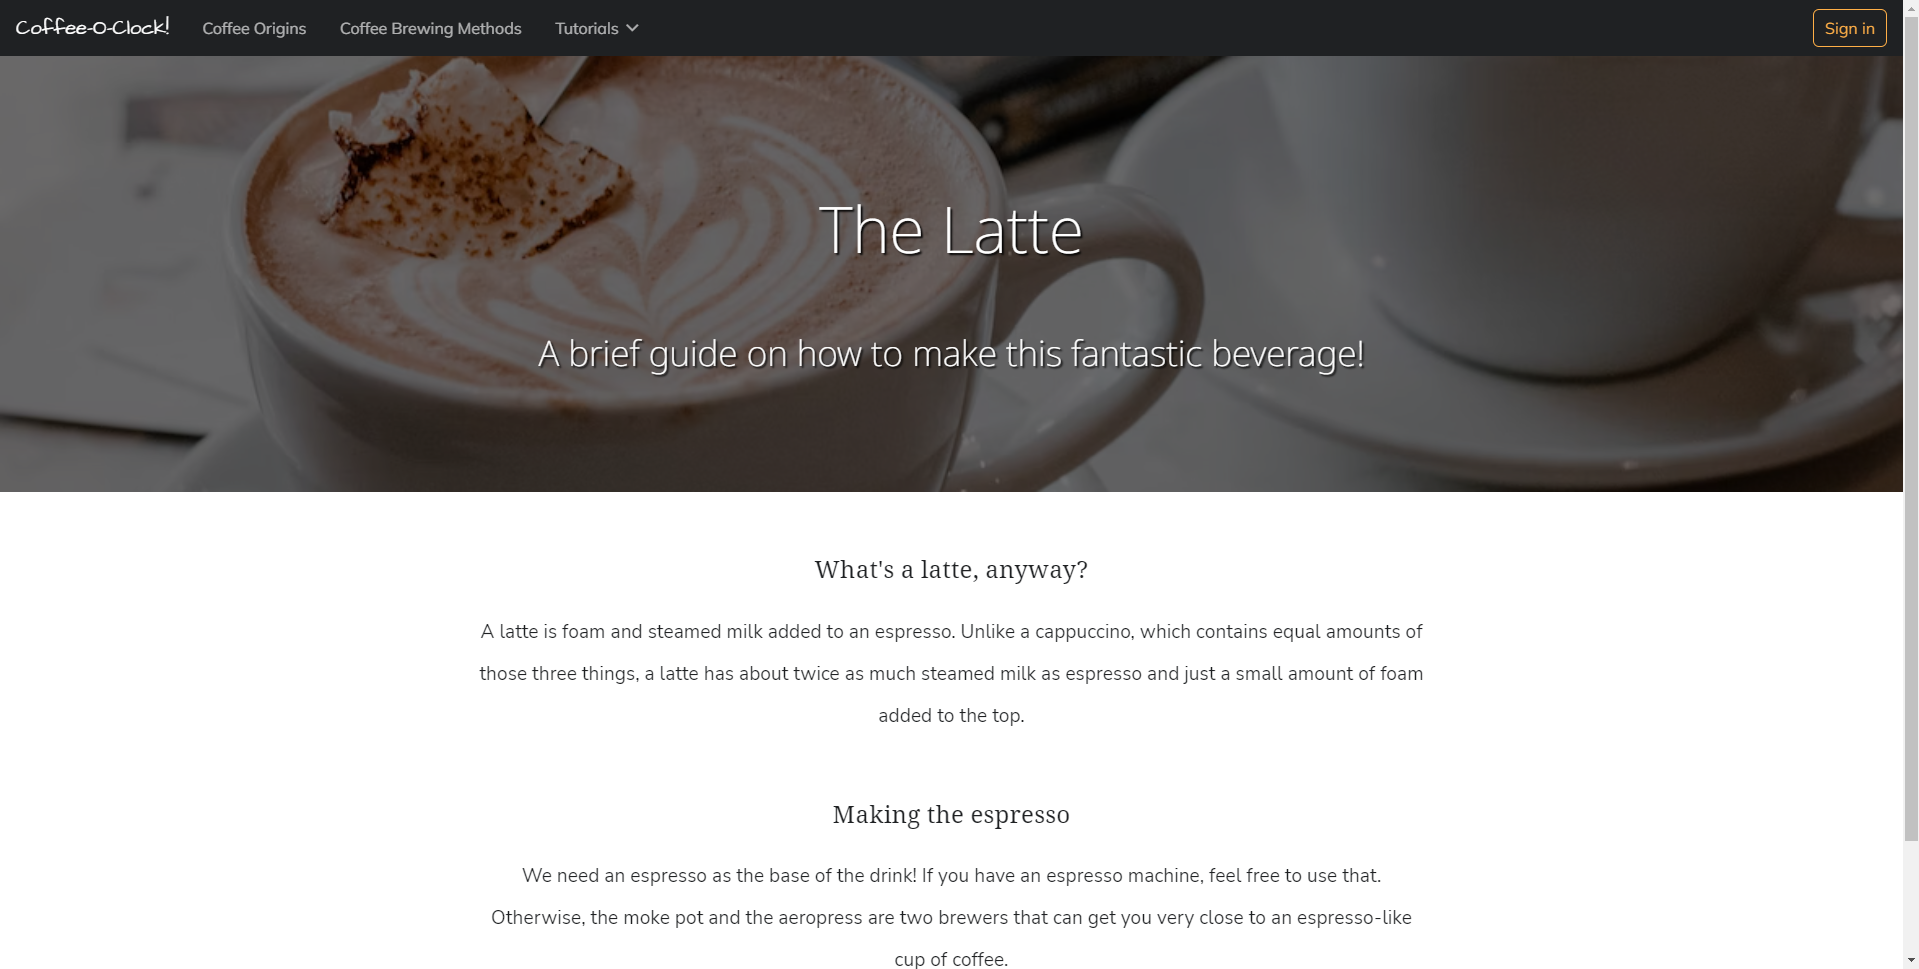 Coffee-O-Clock!
Coffee Origins
Coffee Brewing Methods
Tutorials
Sign in
The Latte
A brief guide on how to make this fantastic beverage!
What's a latte, anyway?
A latte is foam and steamed milk added to an espresso. Unlike a cappuccino, which contains equal amounts of
those three things, a latte has about twice as much steamed milk as espresso and just a small amount of foam
added to the top.
Making the espresso
We need an espresso as the base of the drink! If you have an espresso machine, feel free to use that.
Otherwise, the moke pot and the aeropress are two brewers that can get you very close to an espresso-like
cup of coffee.